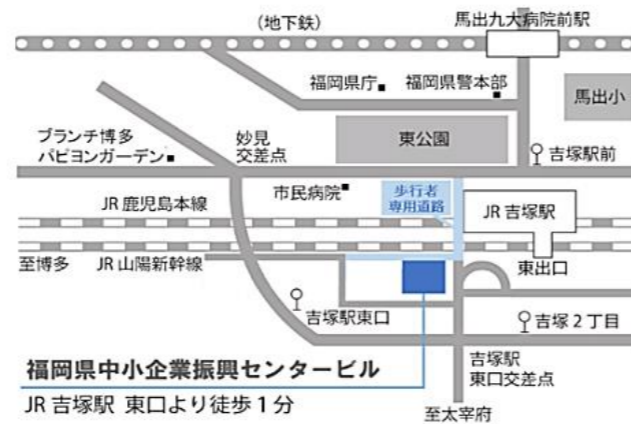 (地下鉄)
馬出九大病院前駅
福岡県庁
福岡県警本部
馬出小
ブランチ博多
パピヨンガーデン
妙見
交差点
東公園
吉塚駅前
市民病院
歩行者
専用道路
JR 鹿児島本線
JR 吉塚駅
至博多
JR 山陽新幹線
東出口
吉塚駅東口
吉塚2丁目
福岡県中小企業振興センタービル
吉塚駅
東口交差点
JR 吉塚駅 東口より徒歩1分
至太宰府